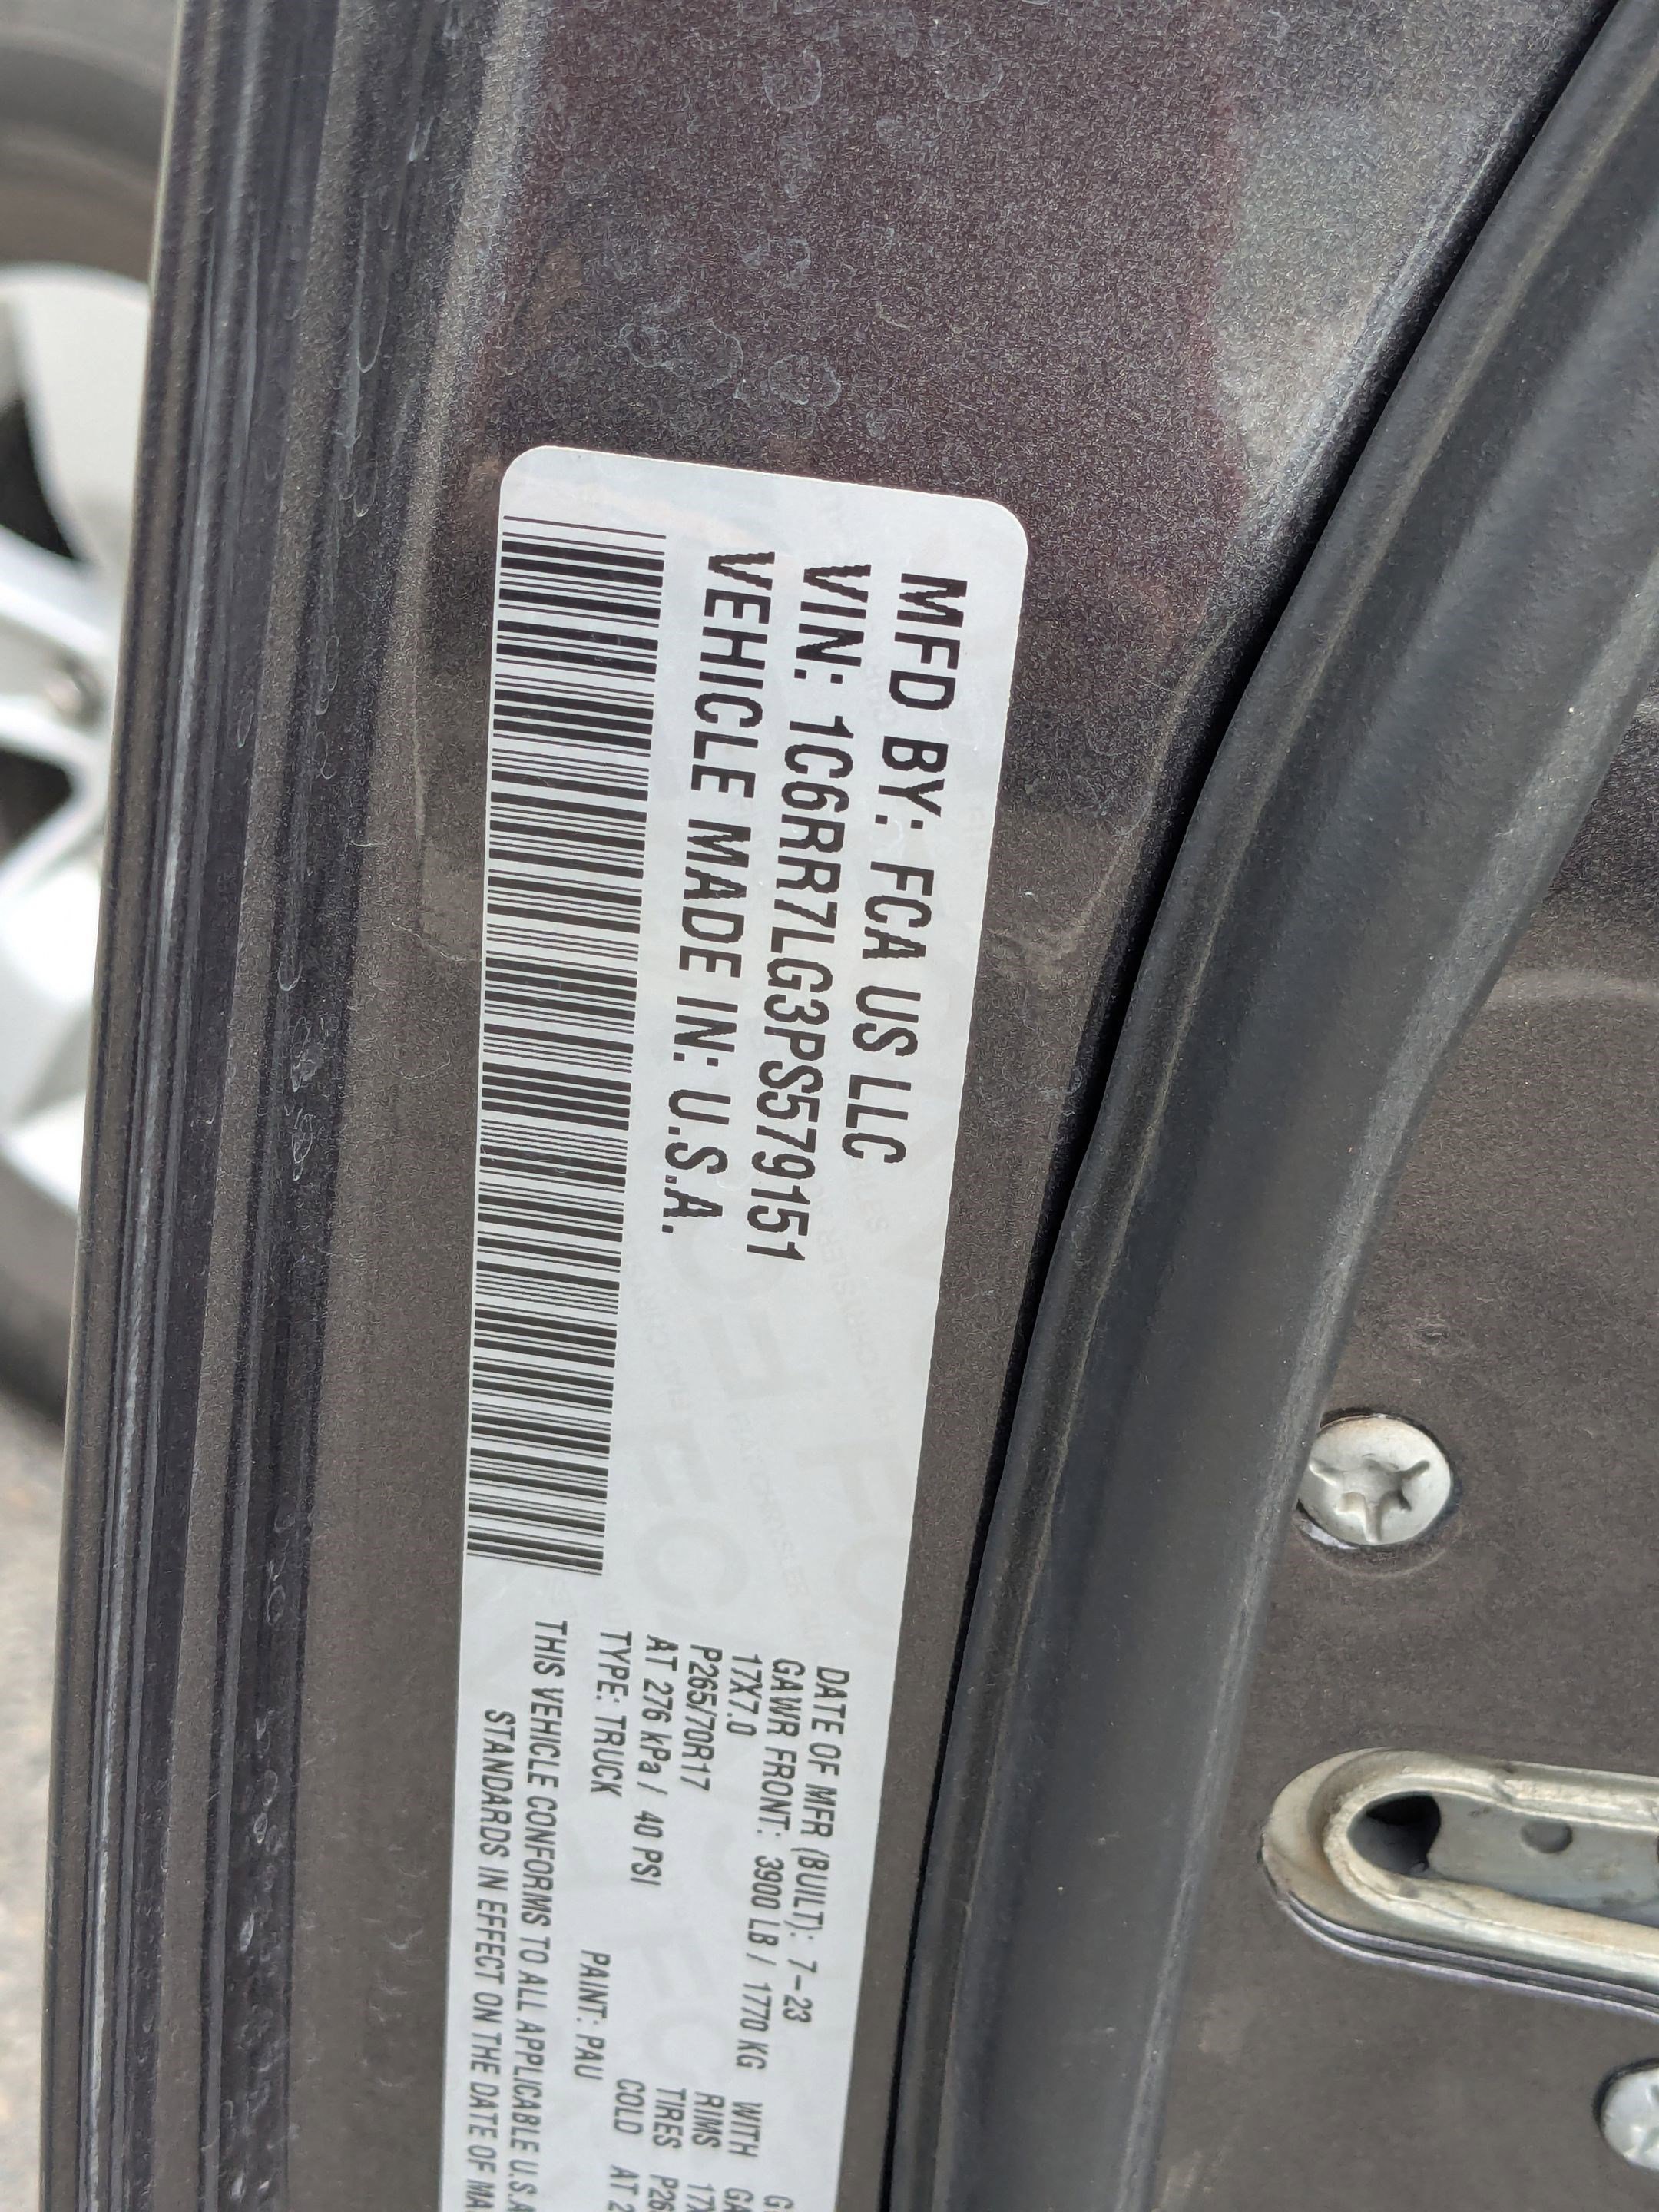 MFD BY: FCA US LLC
VIN: 1C6RR7LG3PS579151
VEHICLE MADE IN: U.S.A.
DATE OF MFR (BUILT): 7-23
GAWR FRONT: 3900 LB / 1770 KG WITH
17X7.0 RIMS
P265/70R17 TIRES
AT 276 kPa / 40 PSI COLD
TYPE: TRUCK PAINT: PAU
THIS VEHICLE CONFORMS TO ALL APPLICABLE U.S.A
STANDARDS IN EFFECT ON THE DATE OF MA